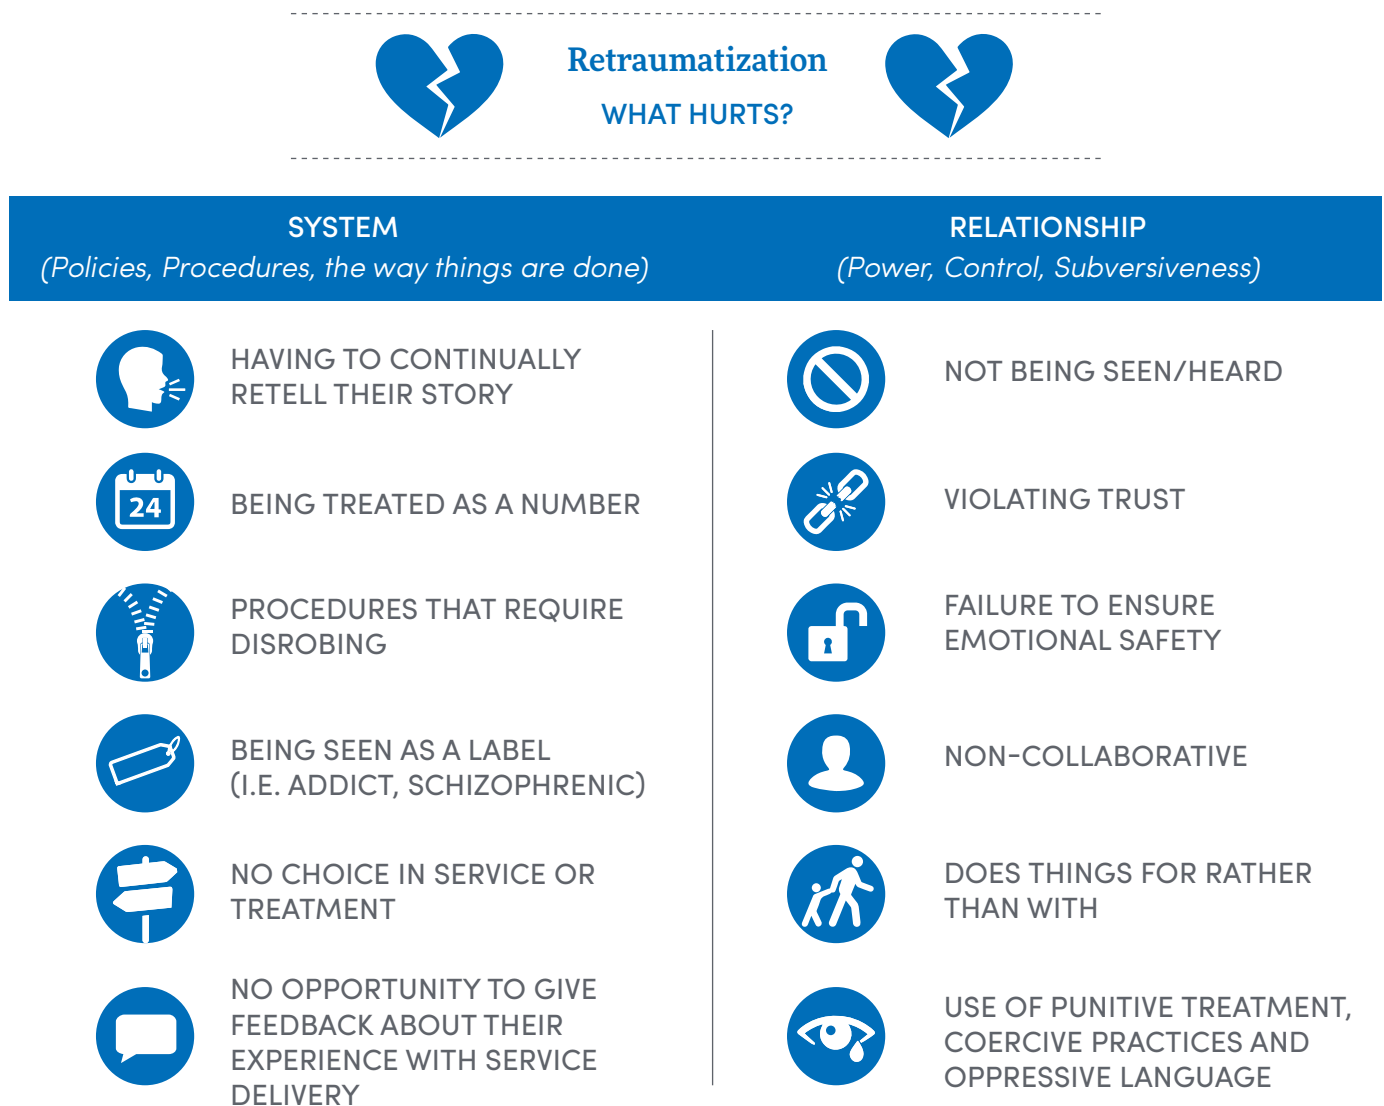 Retraumatization
WHAT HURTS?
SYSTEM
(Policies, Procedures, the way things are done)
HAVING TO CONTINUALLY
RETELL THEIR STORY
24
BEING TREATED AS A NUMBER
PROCEDURES THAT REQUIRE
DISROBING
BEING SEEN AS A LABEL
(I.E. ADDICT, SCHIZOPHRENIC)
NO CHOICE IN SERVICE OR
TREATMENT
NO OPPORTUNITY TO GIVE
FEEDBACK ABOUT THEIR
EXPERIENCE WITH SERVICE
DELIVERY
RELATIONSHIP
(Power, Control, Subversiveness)
NOT BEING SEEN/HEARD
VIOLATING TRUST
FAILURE TO ENSURE
EMOTIONAL SAFETY
NON-COLLABORATIVE
DOES THINGS FOR RATHER
THAN WITH
USE OF PUNITIVE TREATMENT,
COERCIVE PRACTICES AND
OPPRESSIVE LANGUAGE